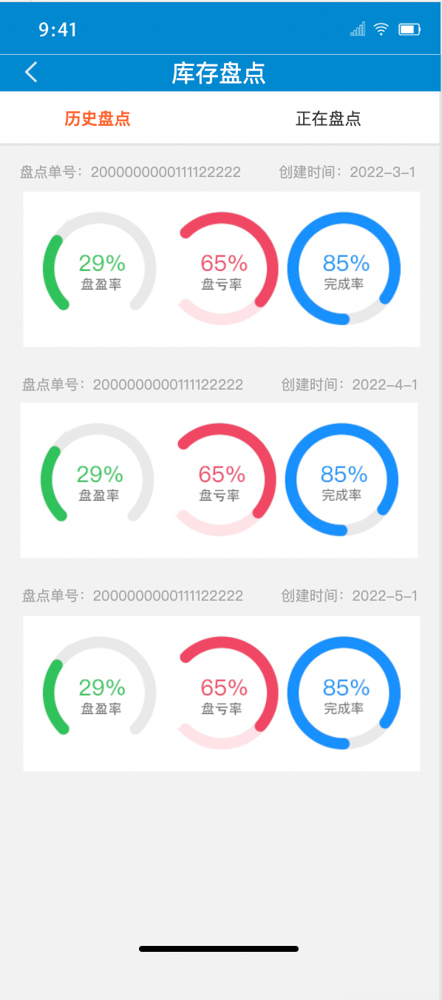 9:41
库存盘点
历史盘点 正在盘点
盘点单号：2000000000111122222 创建时间：2022-3-1
29% 65% 85%
盘盈率 盘亏率 完成率
盘点单号：2000000000111122222 创建时间：2022-4-1
29% 65% 85%
盘盈率 盘亏率 完成率
盘点单号：2000000000111122222 创建时间：2022-5-1
29% 65% 85%
盘盈率 盘亏率 完成率